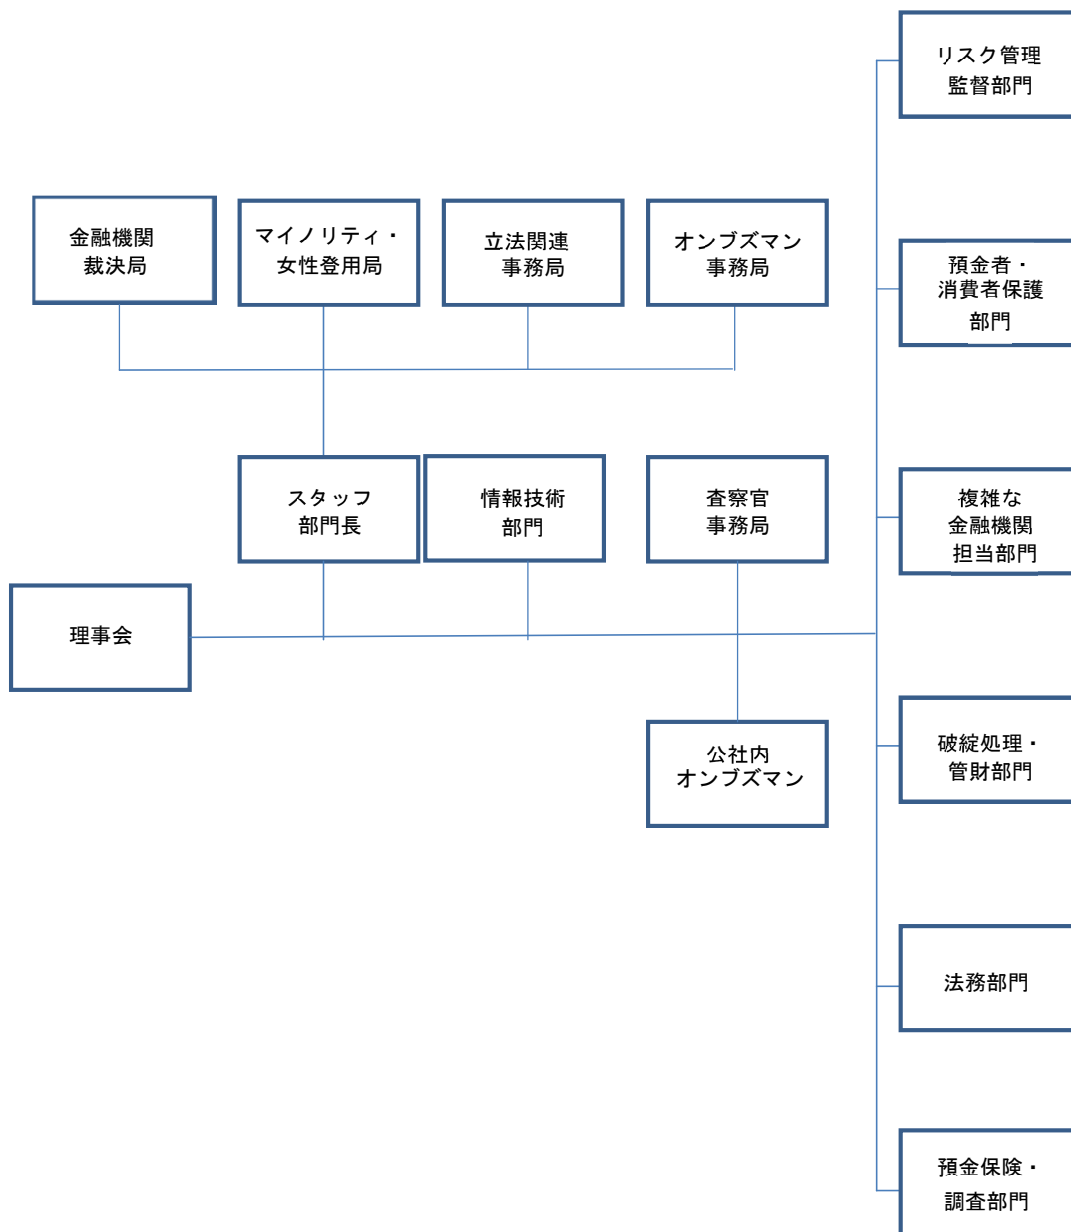 リスク管理
監督部門
金融機関
裁決局
マイノリティ・
女性登用局
立法関連
事務局
オンブズマン
事務局
預金者・
消費者保護
部門
スタッフ
部門長
情報技術
部門
査察官
事務局
複雑な
金融機関
担当部門
理事会
公社内
オンブズマン
破綻処理・
管財部門
法務部門
預金保険・
調査部門